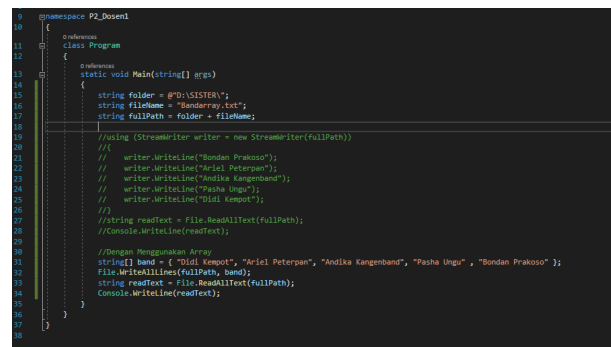 9 namespace P2_Dosen1
10 {
0 references
11 class Program
12 {
0 references
13 static void Main(string[] args)
14 {
15 string folder = @"D:\SISTER\";
16 string fileName = "Bandarray.txt";
17 string fullPath = folder + fileName;
18
19 //using (StreamWriter writer = new StreamWriter(fullPath))
20 //{
21 //    writer.WriteLine("Bondan Prakoso");
22 //    writer.WriteLine("Ariel Peterpan");
23 //    writer.WriteLine("Andika Kangenband");
24 //    writer.WriteLine("Pasha Ungu");
25 //    writer.WriteLine("Didi Kempot");
26 //}
27 //string readText = File.ReadAllText(fullPath);
28 //Console.WriteLine(readText);
29
30 //Dengan Menggunakan Array
31 string[] band = { "Didi Kempot", "Ariel Peterpan", "Andika Kangenband", "Pasha Ungu" , "Bondan Prakoso" };
32 File.WriteAllLines(fullPath, band);
33 string readText = File.ReadAllText(fullPath);
34 Console.WriteLine(readText);
35 }
36 }
37 }
38